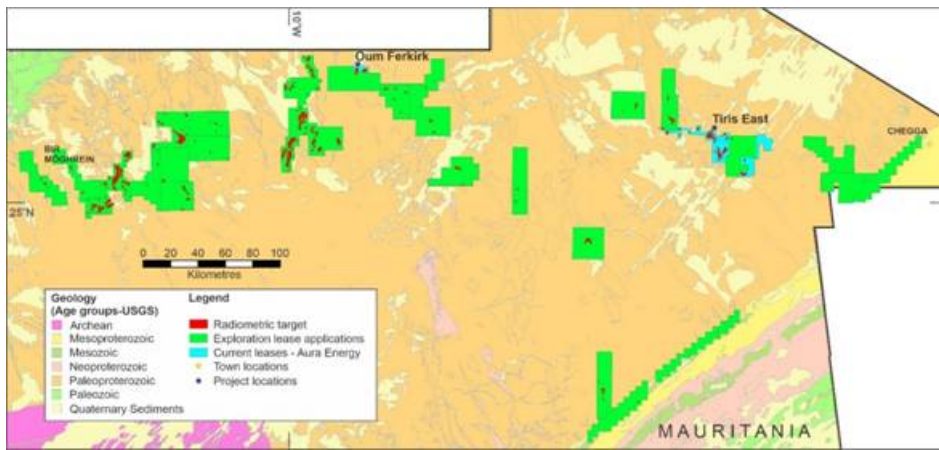 10°W
Oum Ferkirk
Tiris East
CHEGGA
BIR
MOGHREIN
25°N
0 20 40 60 80 100
Kilometres
Geology
(Age groups-USGS)
Archean
Mesoproterozoic
Mesozoic
Neoproterozoic
Paleoproterozoic
Paleozoic
Quaternary Sediments
Legend
Radiometric target
Exploration lease applications
Current leases - Aura Energy
Town locations
Project locations
MAURITANIA